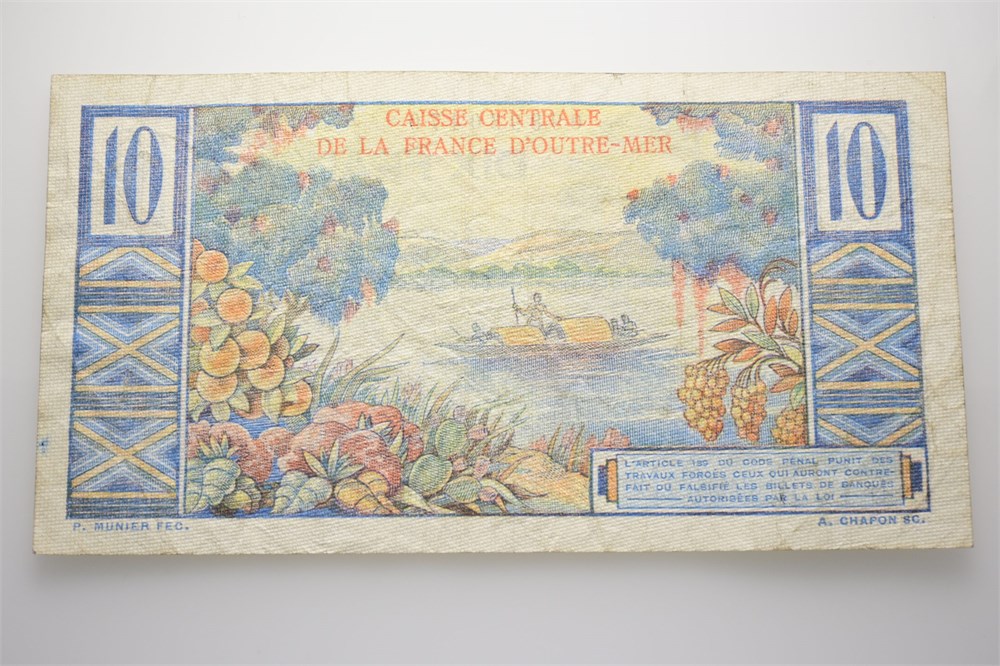 CAISSE CENTRALE
DE LA FRANCE D'OUTRE-MER
10
10
L'ARTICLE 139 DU CODE PÉNAL PUNIT DES
TRAVAUX FORCÉS CEUX QUI AURONT CONTRE-
FAIT OU FALSIFIÉ LES BILLETS DE BANQUES
AUTORISÉES PAR LA LOI
P. MUNIER FEC.
A. CHAPON SC.